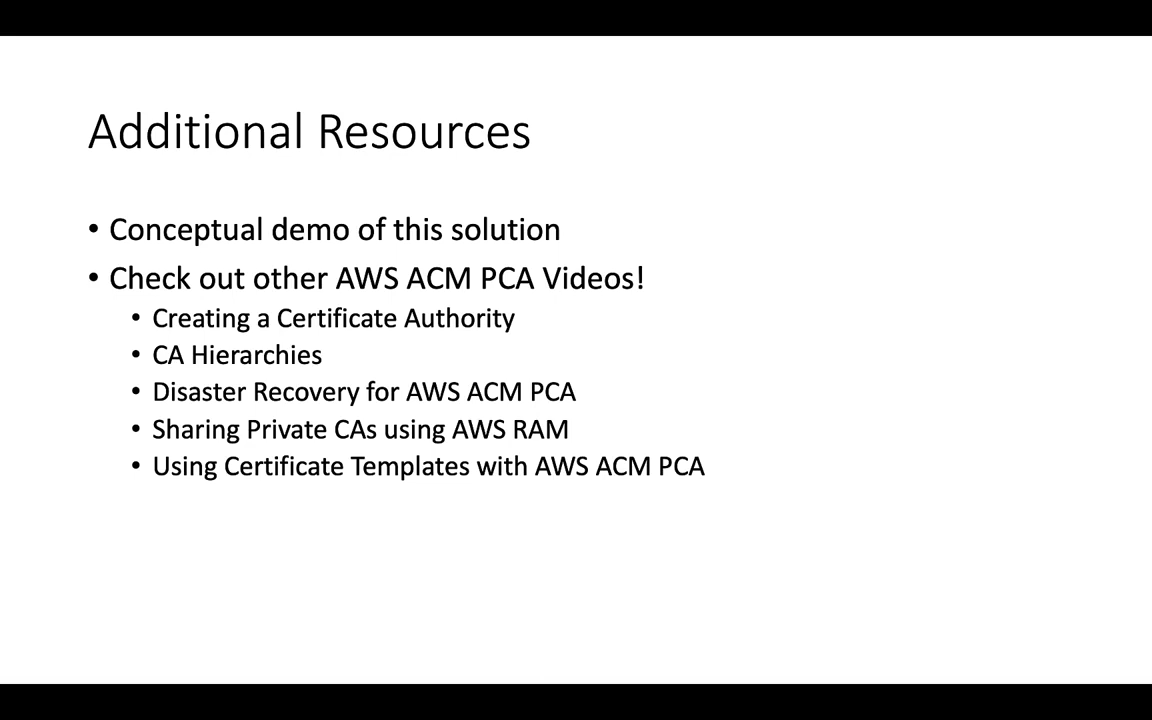 Additional Resources
• Conceptual demo of this solution
• Check out other AWS ACM PCA Videos!
• Creating a Certificate Authority
• CA Hierarchies
• Disaster Recovery for AWS ACM PCA
• Sharing Private CAs using AWS RAM
• Using Certificate Templates with AWS ACM PCA